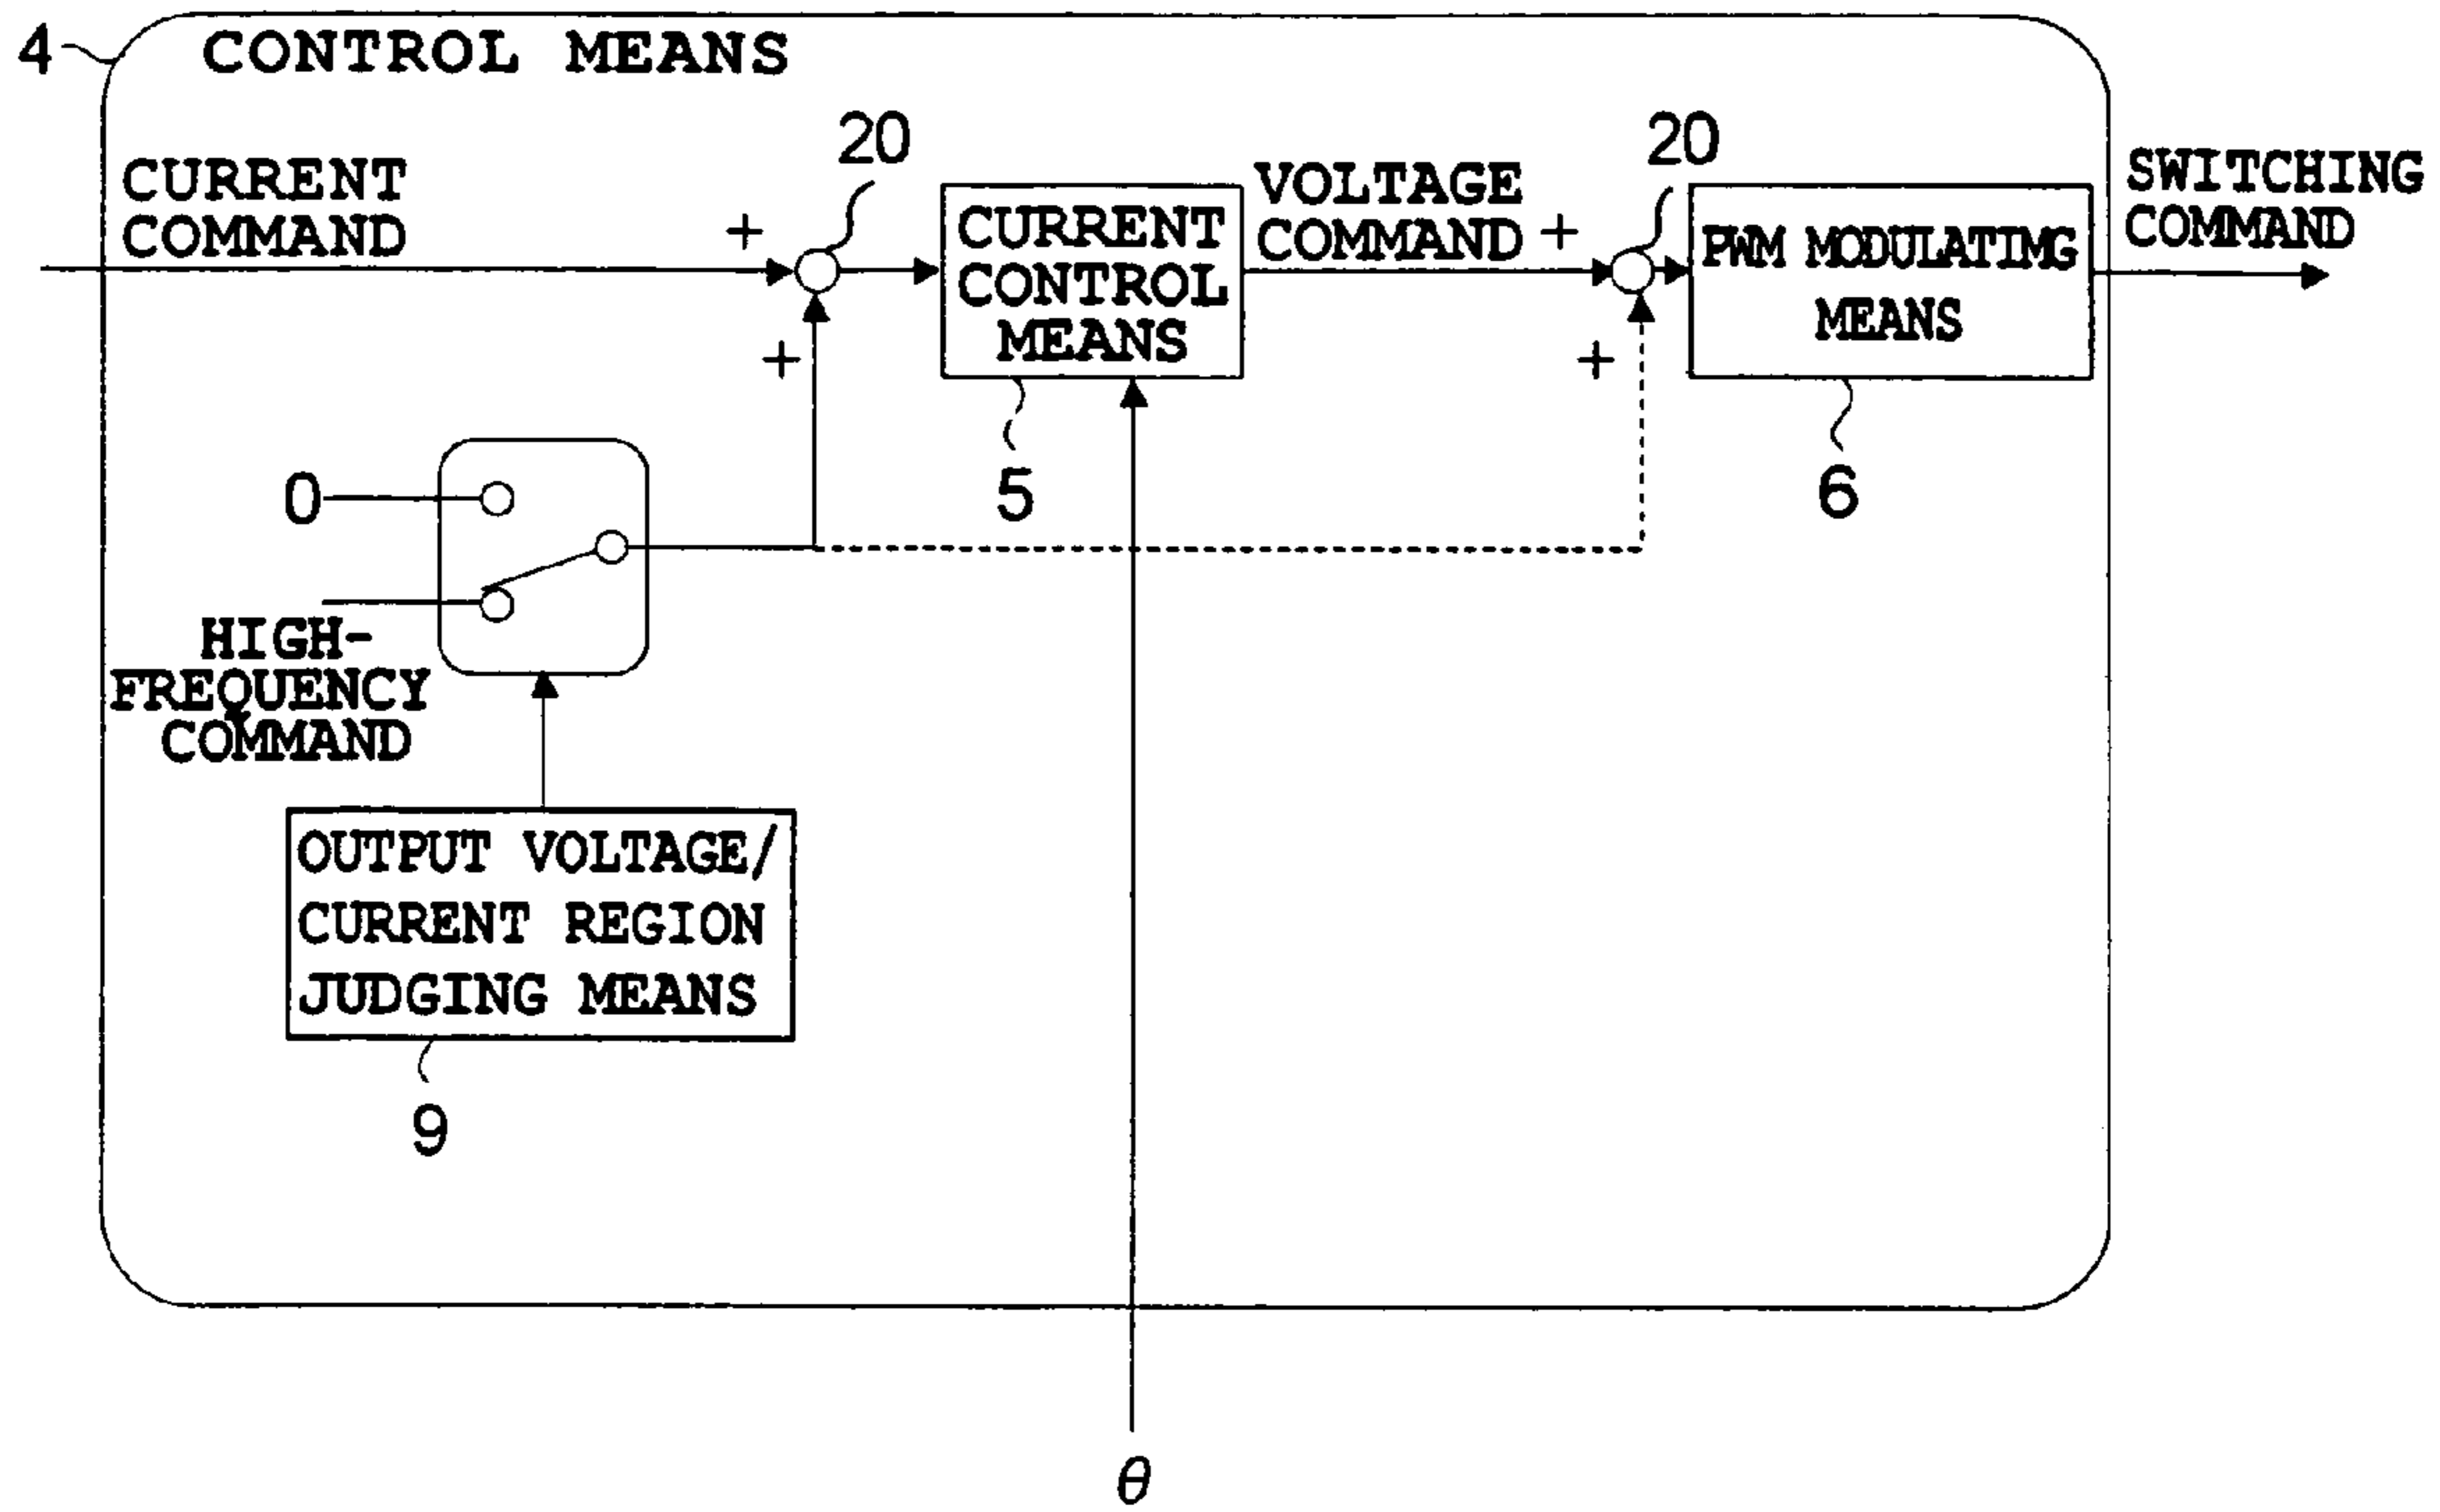 4
CONTROL MEANS
20
20
CURRENT
COMMAND
+
CURRENT
CONTROL
MEANS
VOLTAGE
COMMAND
+
PWM MODULATIMG
MEANS
SWITCHING
COMMAND
+
+
5
6
0
HIGH-
FREQUENCY
COMMAND
OUTPUT VOLTAGE/
CURRENT REGION
JUDGING MEANS
9
θ